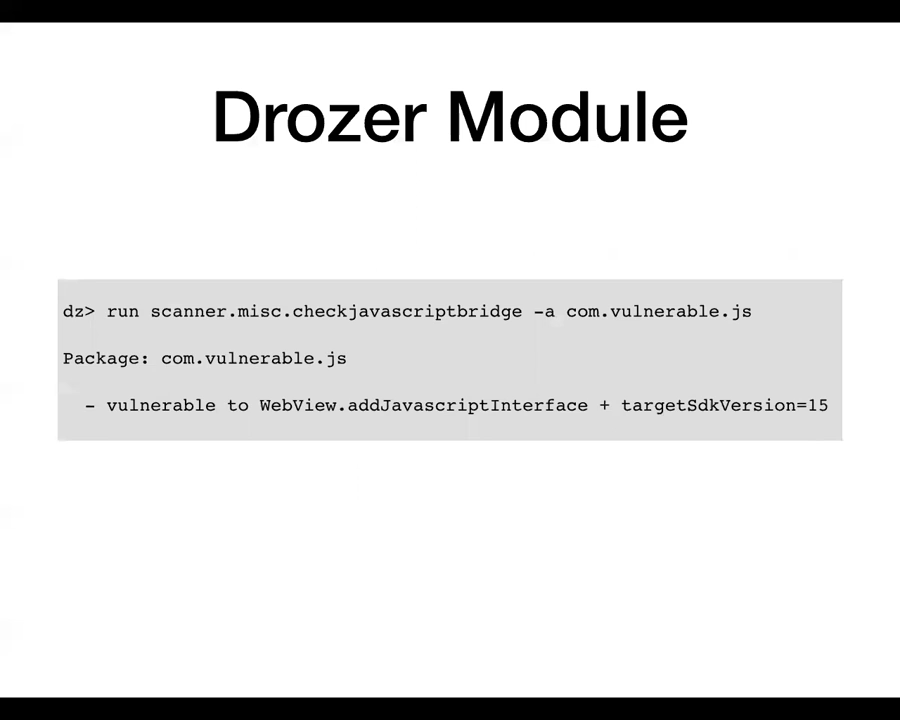 Drozer Module
dz> run scanner.misc.checkjavascriptbridge -a com.vulnerable.js
Package: com.vulnerable.js
- vulnerable to WebView.addJavascriptInterface + targetSdkVersion=15